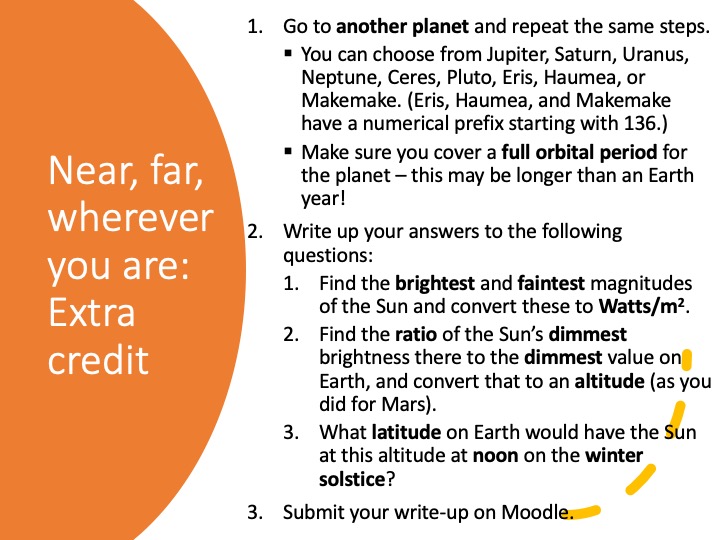 Near, far,
wherever
you are:
Extra
credit
1. Go to another planet and repeat the same steps.
▪ You can choose from Jupiter, Saturn, Uranus,
Neptune, Ceres, Pluto, Eris, Haumea, or
Makemake. (Eris, Haumea, and Makemake
have a numerical prefix starting with 136.)
▪ Make sure you cover a full orbital period for
the planet – this may be longer than an Earth
year!
2. Write up your answers to the following
questions:
1. Find the brightest and faintest magnitudes
of the Sun and convert these to Watts/m².
2. Find the ratio of the Sun's dimmest
brightness there to the dimmest value on
Earth, and convert that to an altitude (as you
did for Mars).
3. What latitude on Earth would have the Sun
at this altitude at noon on the winter
solstice?
3. Submit your write-up on Moodle.